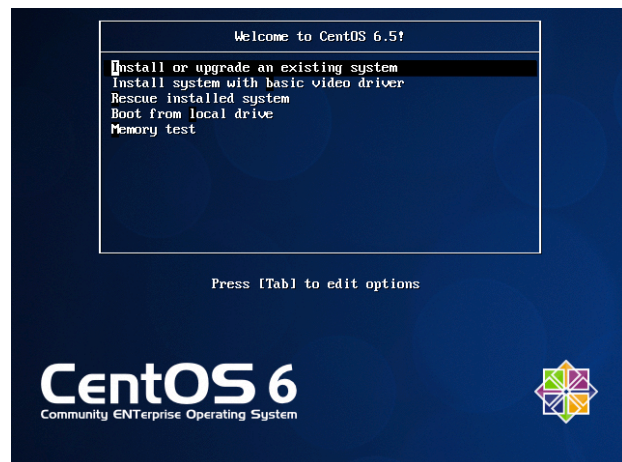 Welcome to CentOS 6.5!
Install or upgrade an existing system
Install system with basic video driver
Rescue installed system
Boot from local drive
Memory test
Press [Tab] to edit options
CentOS 6
Community ENTerprise Operating System